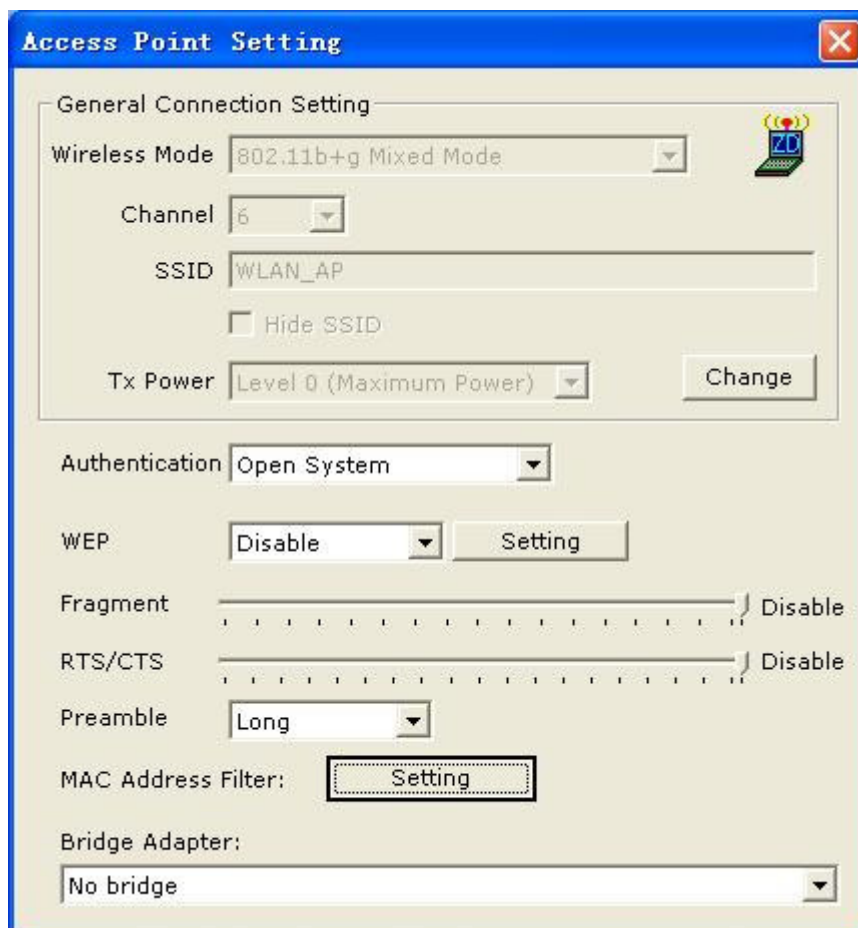 Access Point Setting
General Connection Setting
ZD
Wireless Mode 802.11b+g Mixed Mode
Channel 6
SSID WLAN_AP
Hide SSID
Tx Power Level 0 (Maximum Power) Change
Authentication Open System
WEP Disable Setting
Fragment Disable
RTS/CTS Disable
Preamble Long
MAC Address Filter: Setting
Bridge Adapter:
No bridge